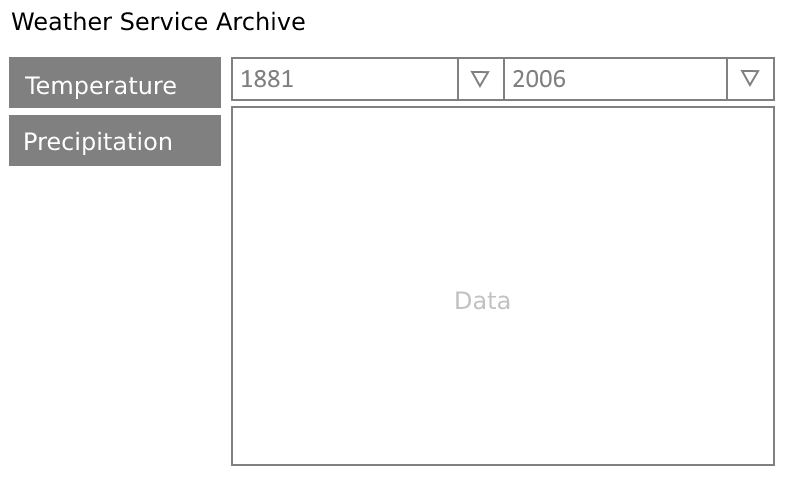 Weather Service Archive
Temperature
1881
2006
Precipitation
Data